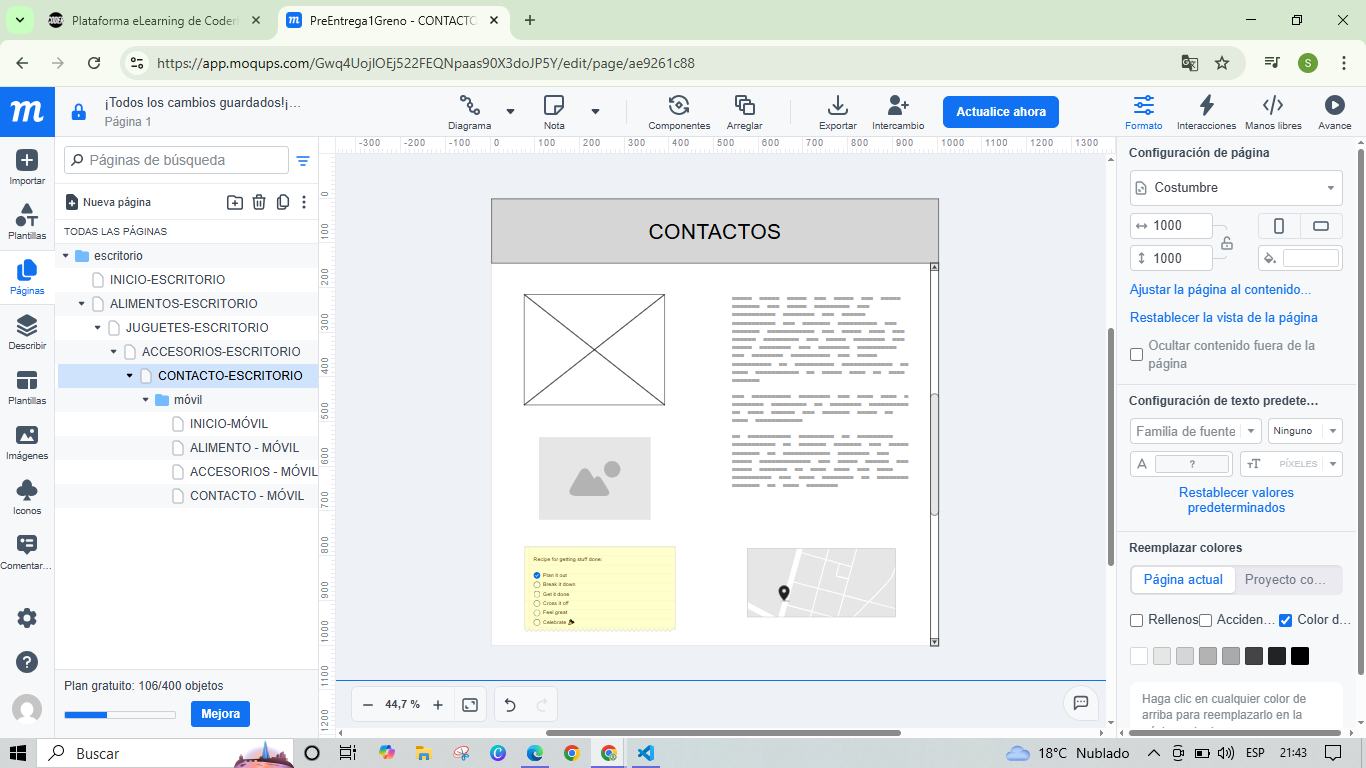 Plataforma eLearning de Coder
PreEntrega1Greno - CONTACTO
https://app.moqups.com/Gwq4UojIOEj522FEQNpaas90X3doJP5Y/edit/page/ae9261c88
S
m
¡Todos los cambios guardados!¡…
Página 1
Diagrama
Nota
Componentes
Arreglar
Exportar
Intercambio
Actualice ahora
Formato
Interacciones
Manos libres
Avance
Importar
Plantillas
Páginas
Describir
Plantillas
Imágenes
Iconos
Comentar…
Páginas de búsqueda
Nueva página
TODAS LAS PÁGINAS
escritorio
INICIO-ESCRITORIO
ALIMENTOS-ESCRITORIO
JUGUETES-ESCRITORIO
ACCESORIOS-ESCRITORIO
CONTACTO-ESCRITORIO
móvil
INICIO-MÓVIL
ALIMENTO - MÓVIL
ACCESORIOS - MÓVIL
CONTACTO - MÓVIL
Plan gratuito: 106/400 objetos
Mejora
-300 -200 -100 0 100 200 300 400 500 600 700 800 900 1000 1100 1200 1300
0
100
200
300
400
500
600
700
800
900
1000
1100
1200
CONTACTOS
Recipe for getting stuff done:
Plan it out
Break it down
Get it done
Cross it off
Feel great
Celebrate
44,7 %
Configuración de página
Costumbre
1000
1000
Ajustar la página al contenido...
Restablecer la vista de la página
Ocultar contenido fuera de la
página
Configuración de texto predete…
Familia de fuente
Ninguno
A ?
PÍXELES
Restablecer valores
predeterminados
Reemplazar colores
Página actual
Proyecto co…
Rellenos
Acciden…
Color d…
Haga clic en cualquier color de
arriba para reemplazarlo en la
Buscar
18°C Nublado
ESP
21:43